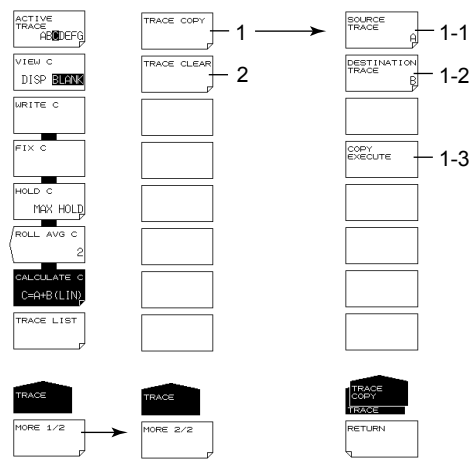 ACTIVE
TRACE
ABCDEFG
VIEW C
DISP BLANK
WRITE C
FIX C
HOLD C
MAX HOLD
ROLL AVG C
2
CALCULATE C
C=A+B(LIN)
TRACE LIST
TRACE
MORE 1/2
TRACE COPY
1
TRACE CLEAR
2
TRACE
MORE 2/2
SOURCE
TRACE
A
1-1
DESTINATION
TRACE
B
1-2
COPY
EXECUTE
1-3
TRACE
COPY
TRACE
RETURN